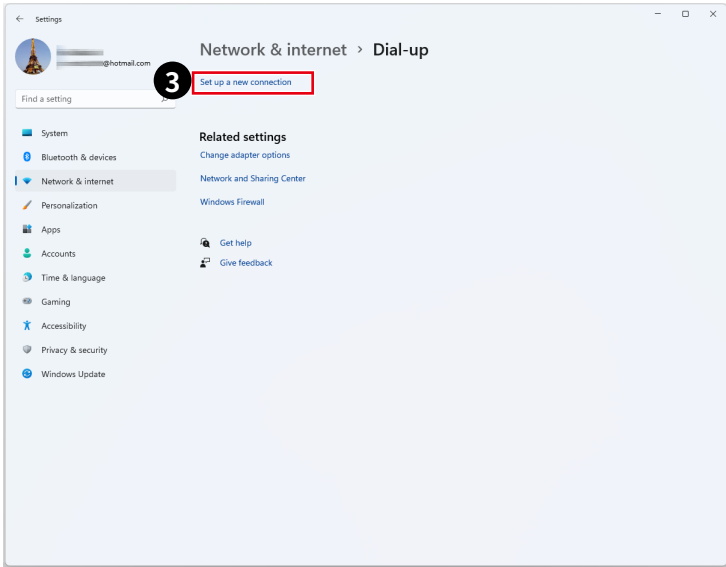 Settings
@hotmail.com
Network & internet > Dial-up
3
Set up a new connection
Find a setting
System
Bluetooth & devices
Network & internet
Personalization
Apps
Accounts
Time & language
Gaming
Accessibility
Privacy & security
Windows Update
Related settings
Change adapter options
Network and Sharing Center
Windows Firewall
Get help
Give feedback